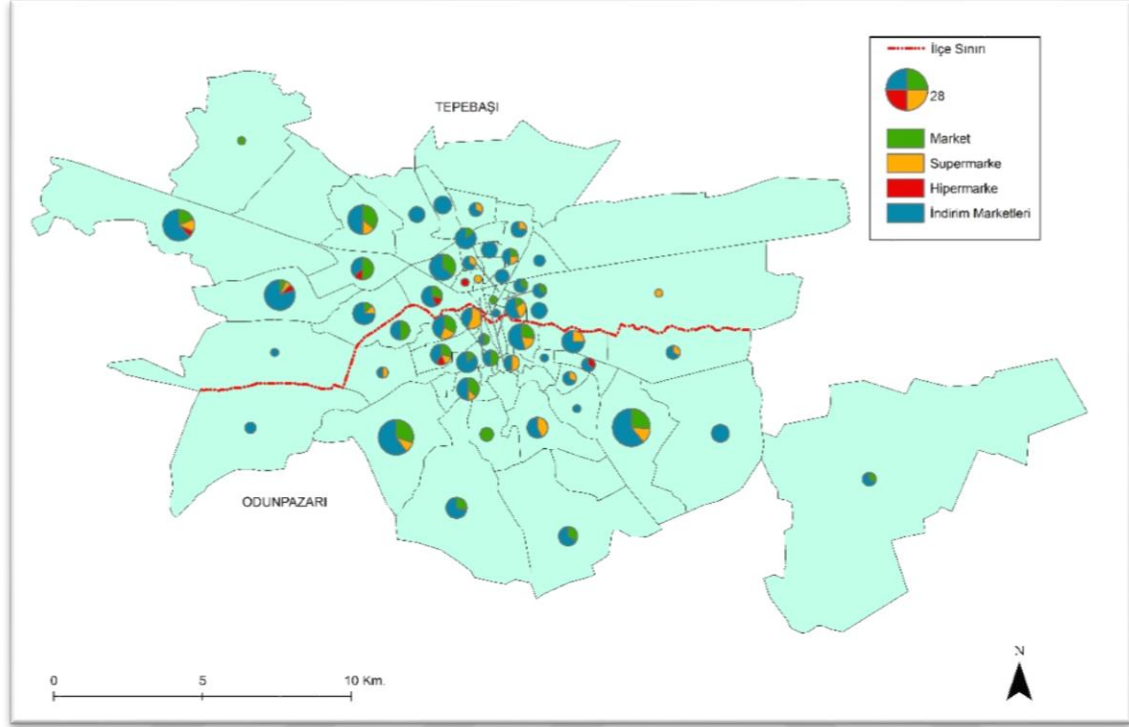 İlçe Sınırı
28
Market
Supermarke
Hipermarke
İndirim Marketleri
TEPEBAŞI
ODUNPAZARI
N
0 5 10 Km.